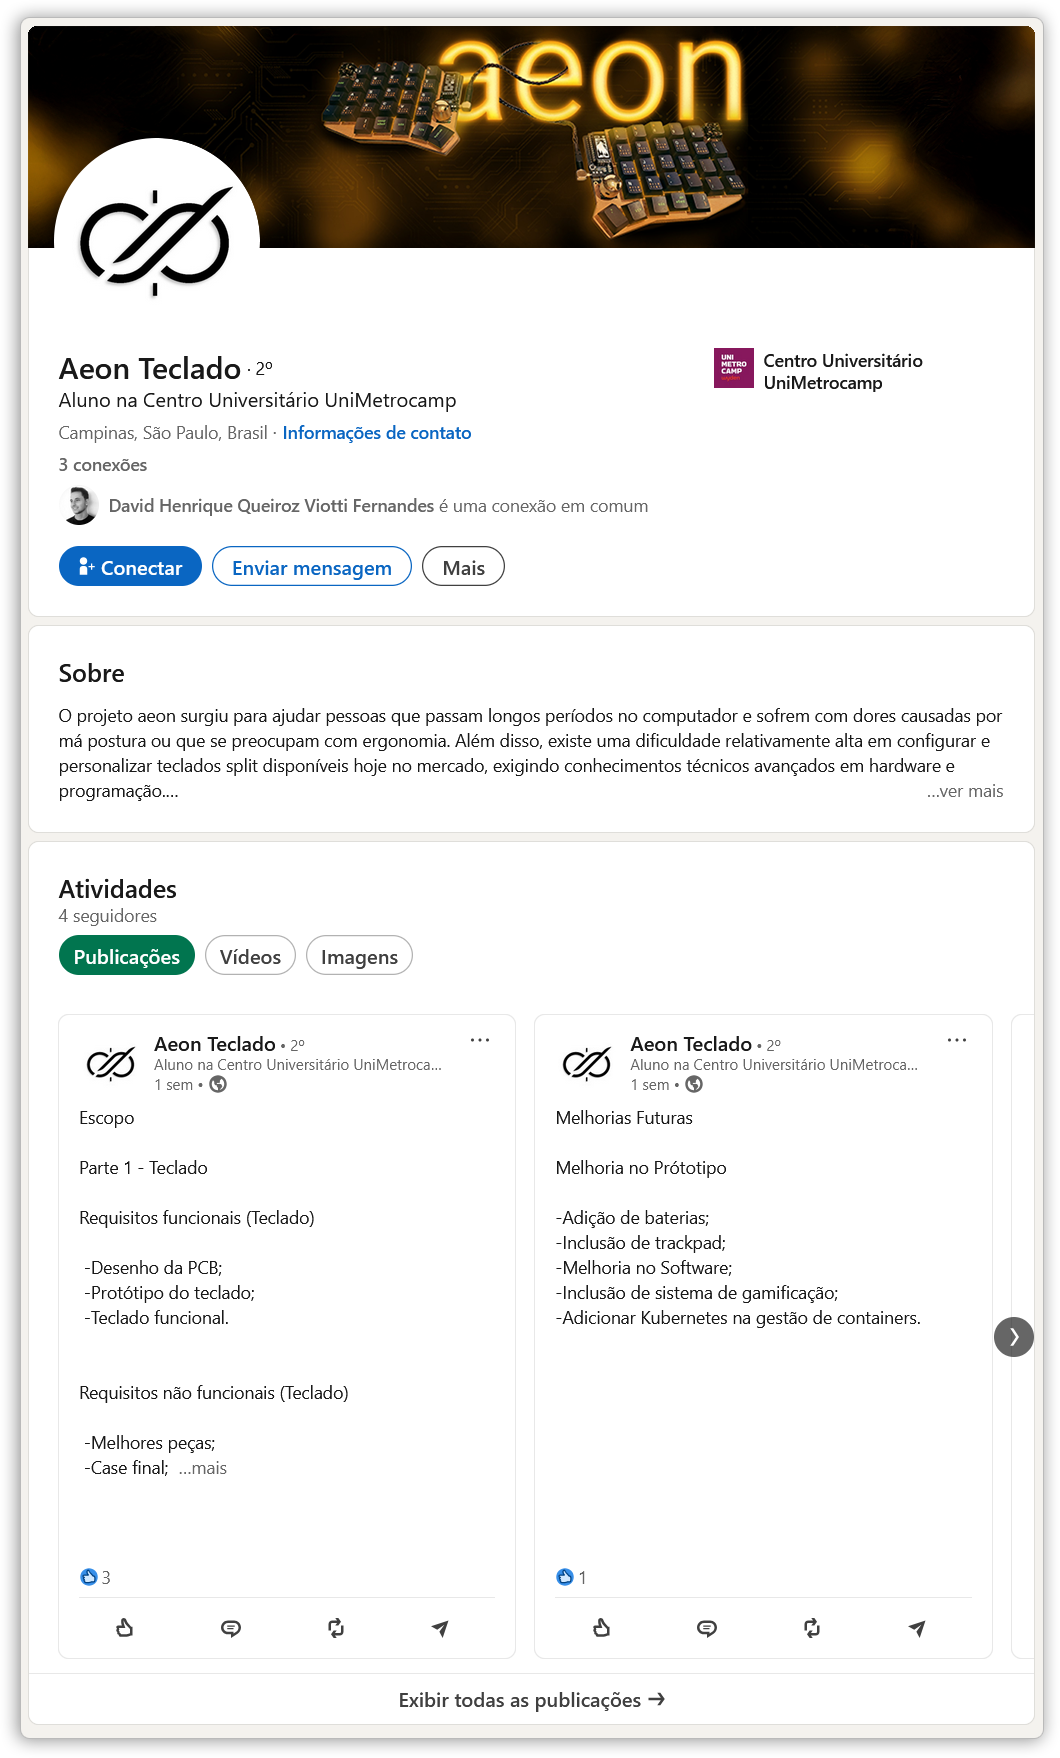 aeon
Aeon Teclado · 2º
Aluno na Centro Universitário UniMetrocamp
Campinas, São Paulo, Brasil · Informações de contato
3 conexões
David Henrique Queiroz Viotti Fernandes é uma conexão em comum
Conectar
Enviar mensagem
Mais
UNI
METRO
CAMP
Centro Universitário
UniMetrocamp
Sobre
O projeto aeon surgiu para ajudar pessoas que passam longos períodos no computador e sofrem com dores causadas por
má postura ou que se preocupam com ergonomia. Além disso, existe uma dificuldade relativamente alta em configurar e
personalizar teclados split disponíveis hoje no mercado, exigindo conhecimentos técnicos avançados em hardware e
programação.... ...ver mais
Atividades
4 seguidores
Publicações
Vídeos
Imagens
Aeon Teclado • 2º
Aluno na Centro Universitário UniMetroca...
1 sem •
Escopo
Parte 1 - Teclado
Requisitos funcionais (Teclado)
-Desenho da PCB;
-Protótipo do teclado;
-Teclado funcional.
Requisitos não funcionais (Teclado)
-Melhores peças;
-Case final; ...mais
3
Aeon Teclado • 2º
Aluno na Centro Universitário UniMetroca...
1 sem •
Melhorias Futuras
Melhoria no Prótotipo
-Adição de baterias;
-Inclusão de trackpad;
-Melhoria no Software;
-Inclusão de sistema de gamificação;
-Adicionar Kubernetes na gestão de containers.
1
Exibir todas as publicações →